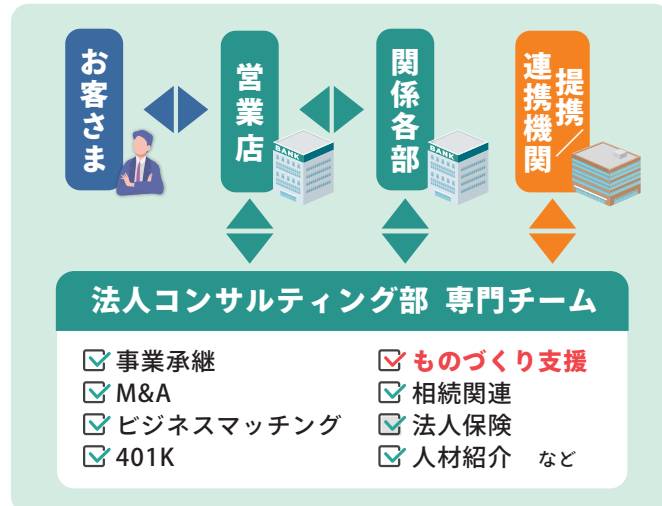 お客さま
営業店
BANK
関係各部
BANK
提携／
連携機関
法人コンサルティング部 専門チーム
事業承継
M&A
ビジネスマッチング
401K
ものづくり支援
相続関連
法人保険
人材紹介 など